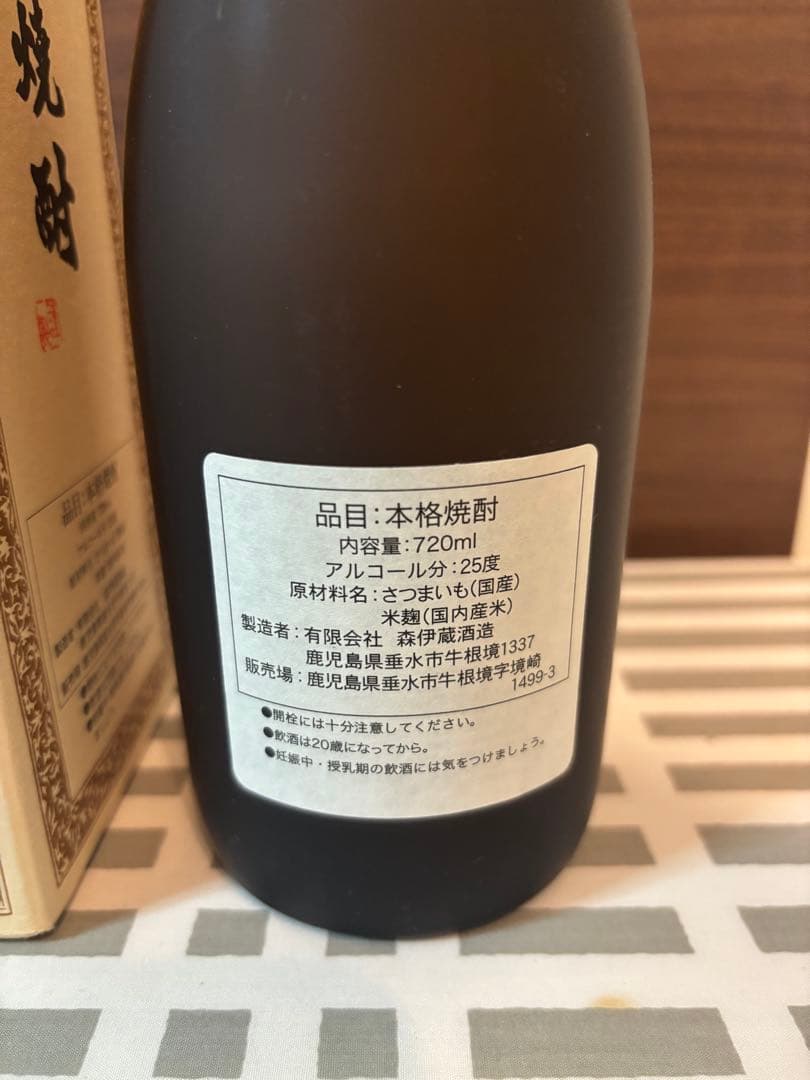 焼酎
品目:本格焼酎
品目:本格焼酎
内容量:720ml
アルコール分:25度
原材料名:さつまいも(国産)
米麹(国内産米)
製造者:有限会社 森伊蔵酒造
鹿児島県垂水市牛根境1337
販売場:鹿児島県垂水市牛根境字境崎
1499-3
●開栓には十分注意してください。
●飲酒は20歳になってから。
●妊娠中・授乳期の飲酒には気をつけましょう。